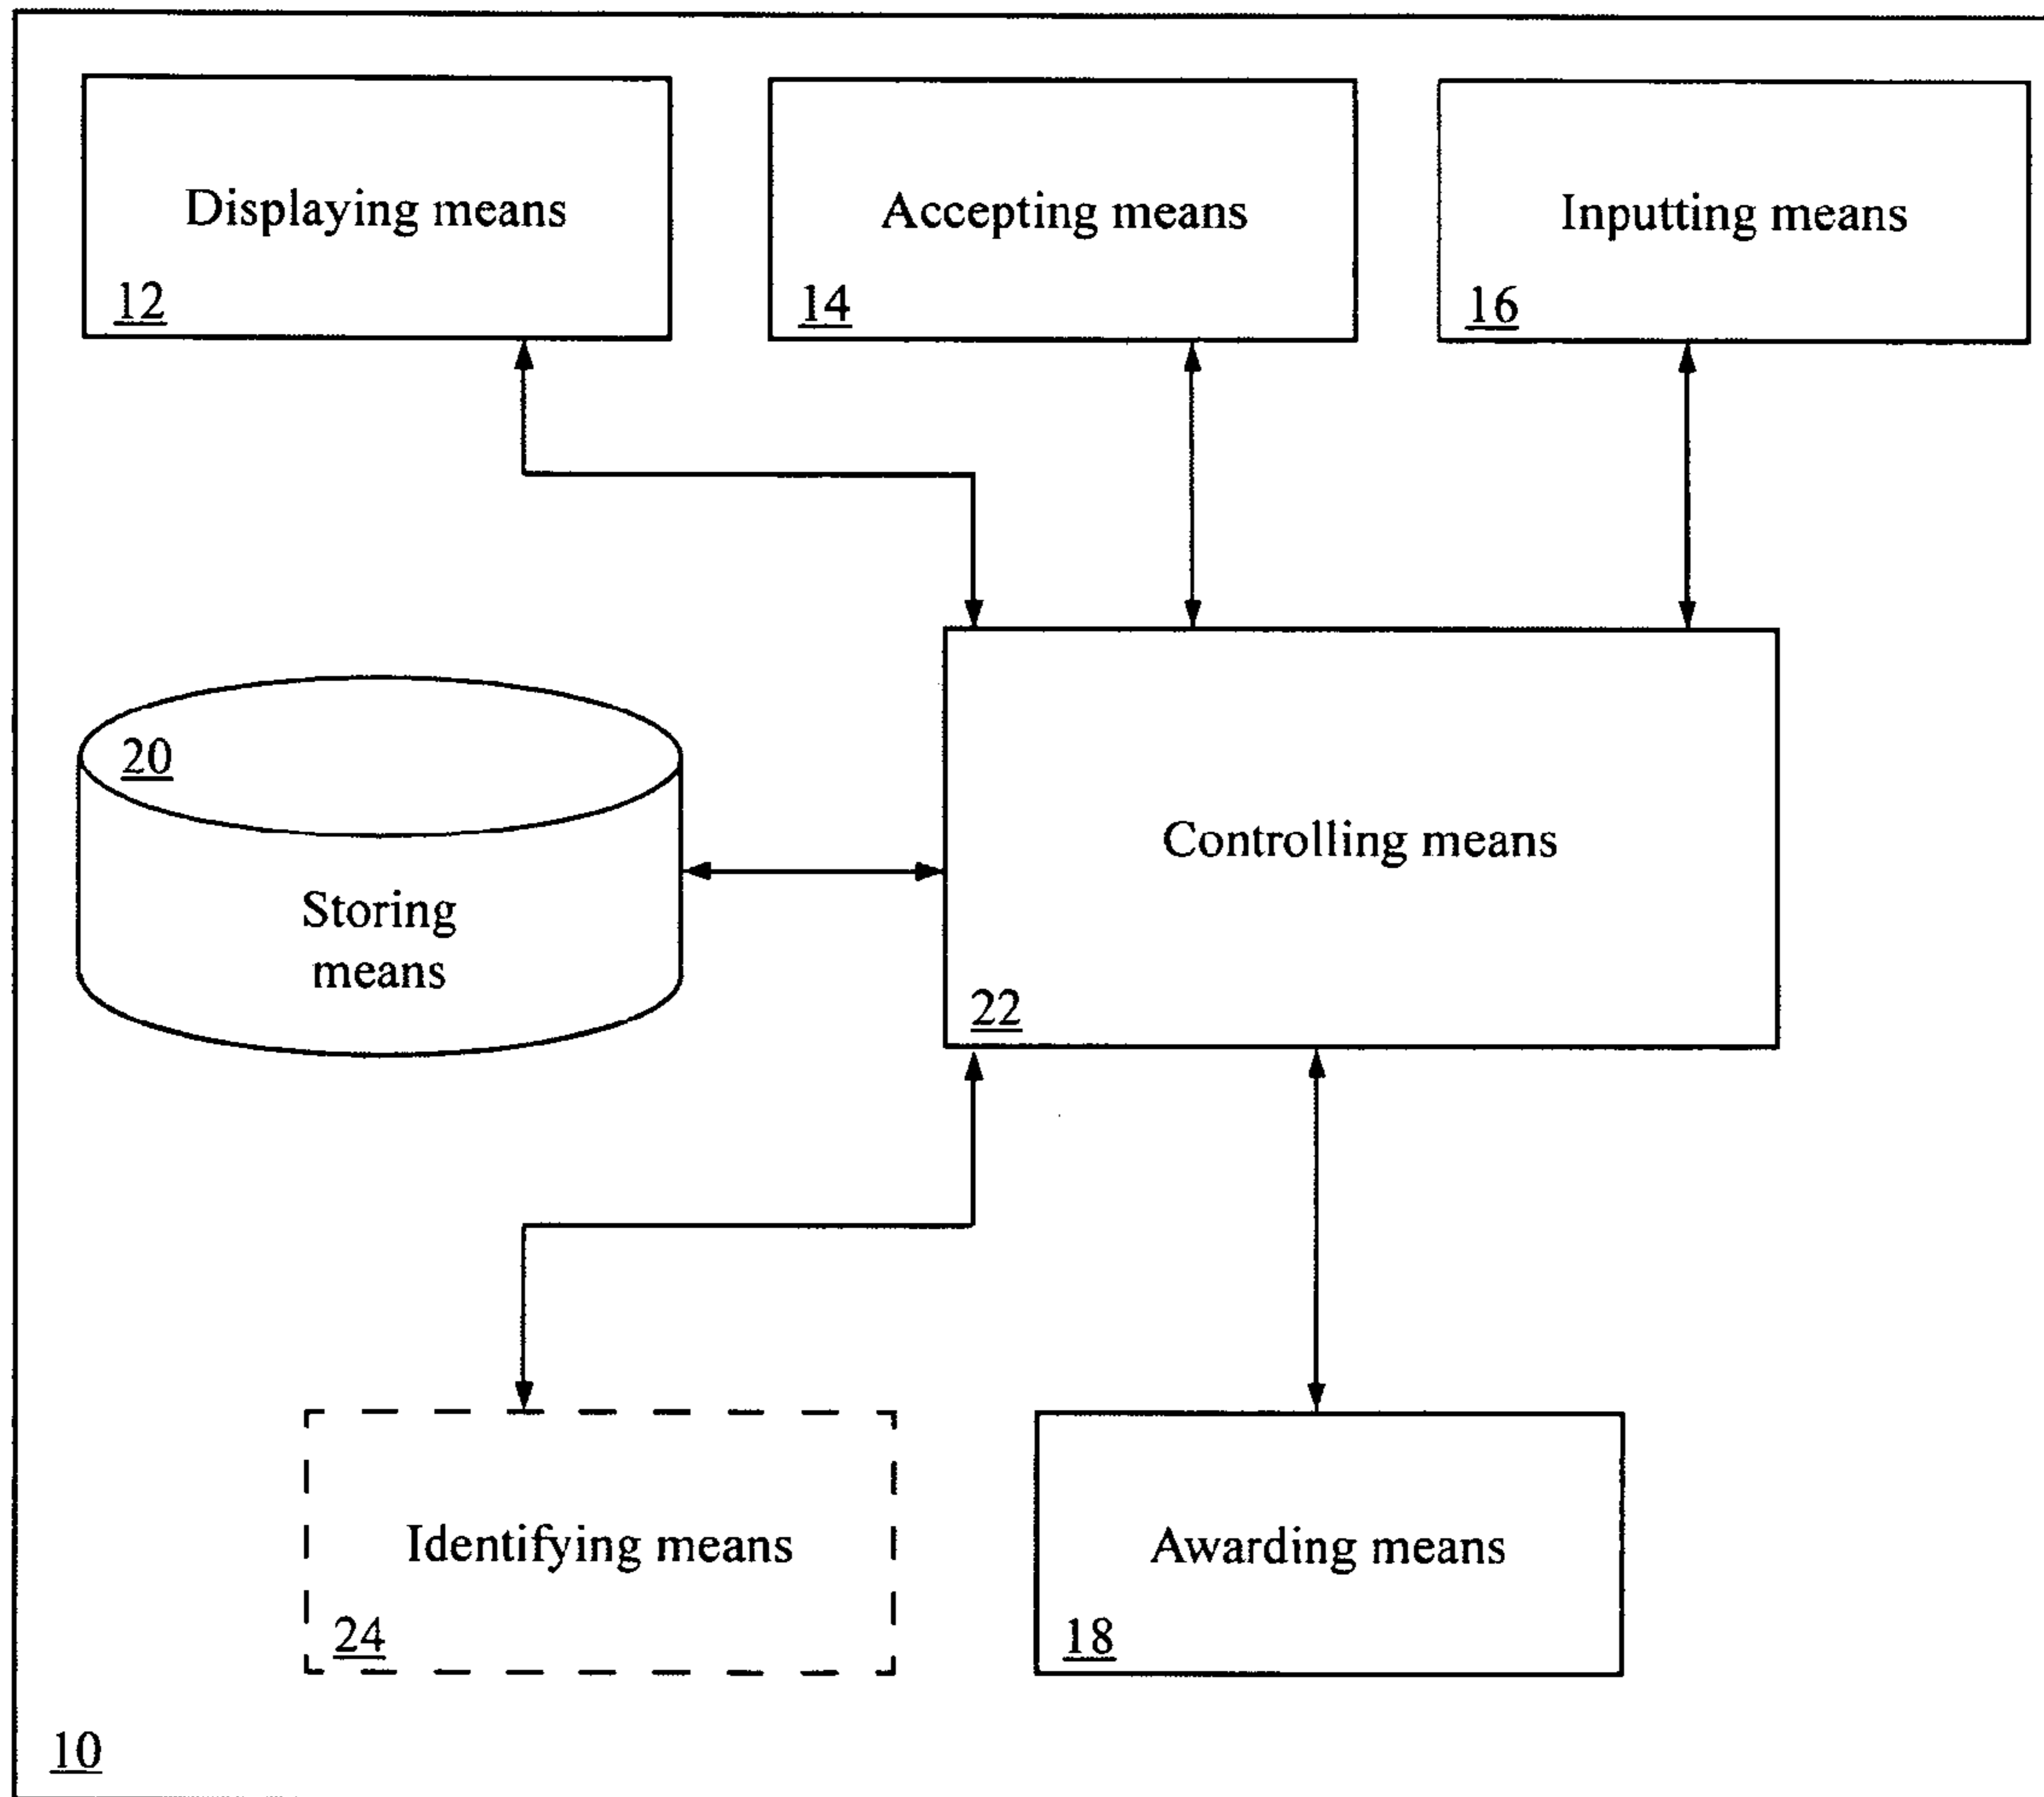 Displaying means
12
Accepting means
14
Inputting means
16
20
Storing
means
Controlling means
22
Identifying means
24
Awarding means
18
10